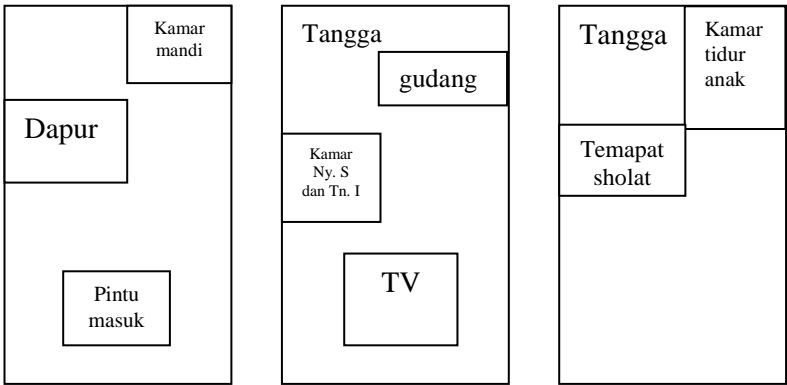 Kamar
mandi
Dapur
Pintu
masuk
Tangga
gudang
Kamar
Ny. S
dan Tn. I
TV
Tangga
Kamar
tidur
anak
Temapat
sholat